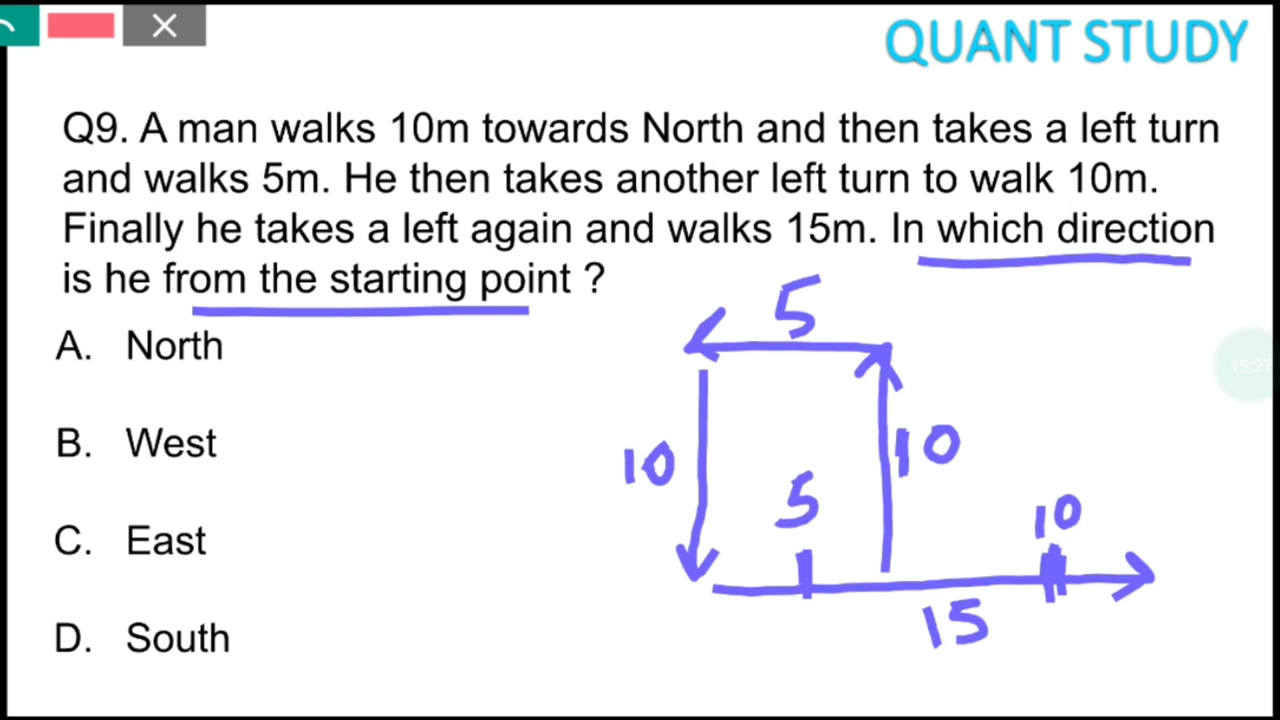 QUANT STUDY
Q9. A man walks 10m towards North and then takes a left turn
and walks 5m. He then takes another left turn to walk 10m.
Finally he takes a left again and walks 15m. In which direction
is he from the starting point ?
A. North
B. West
C. East
D. South
5
10
10
5
10
15
15:27